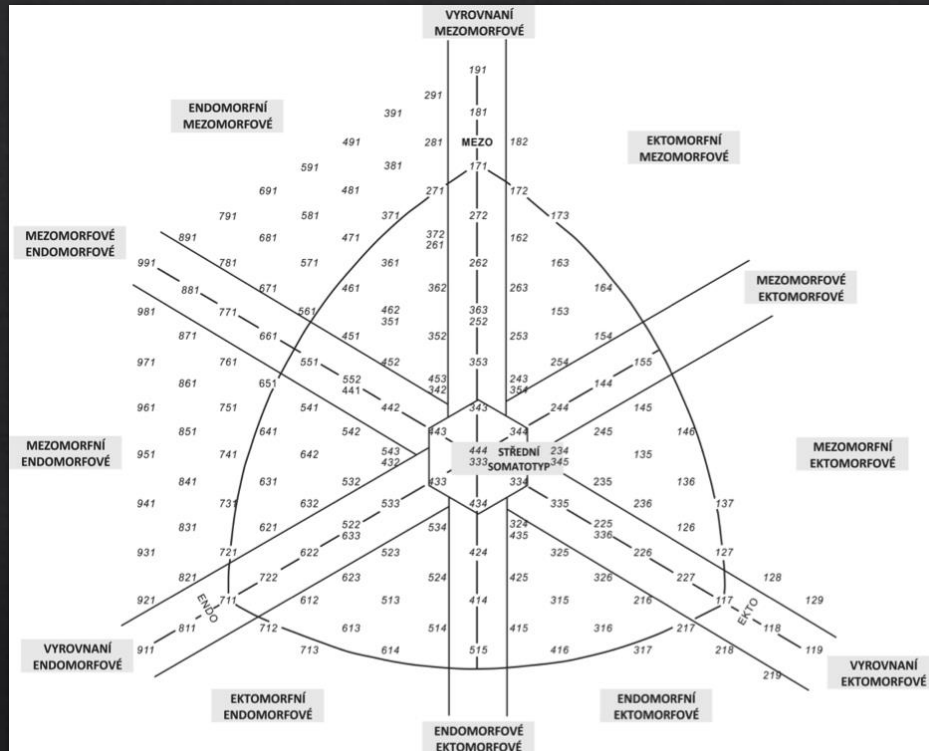 VYROVNANÍ
MEZOMORFOVÉ
191
291
391 181
ENDOMORFNÍ
MEZOMORFOVÉ
491 281 MEZO 182
EKTOMORFNÍ
MEZOMORFOVÉ
591 381 171
691 481 271 172
791 581 371 272 173
MEZOMORFOVÉ
ENDOMORFOVÉ
891 681 471 372 162
261
991 781 571 361 262 163
881 671 461 362 263 164
MEZOMORFOVÉ
EKTOMORFOVÉ
981 771 561 462 363 153
351 252
871 661 451 352 253 154
971 761 551 452 353 254 155
861 651 552 453 243 144
441 342 354
961 751 541 442 343 244 145
851 641 542 443 344 245 146
MEZOMORFNÍ
ENDOMORFOVÉ
951 741 642 543 444 234 135
432 333 345
STŘEDNÍ
SOMATOTYP
MEZOMORFNÍ
EKTOMORFOVÉ
841 631 532 433 334 235 136
941 731 632 533 434 335 236 137
831 621 522 534 324 225 126
633 435 336
931 721 622 523 424 325 226 127
821 722 623 524 425 326 227 128
921 711 612 513 414 315 216 117 129
ENDO EKTO
811 712 613 514 415 316 217 118
911 713 614 515 416 317 218 119
VYROVNANÍ
ENDOMORFOVÉ
VYROVNANÍ
EKTOMORFOVÉ
219
EKTOMORFNÍ
ENDOMORFOVÉ
ENDOMORFNÍ
EKTOMORFOVÉ
ENDOMORFOVÉ
EKTOMORFOVÉ